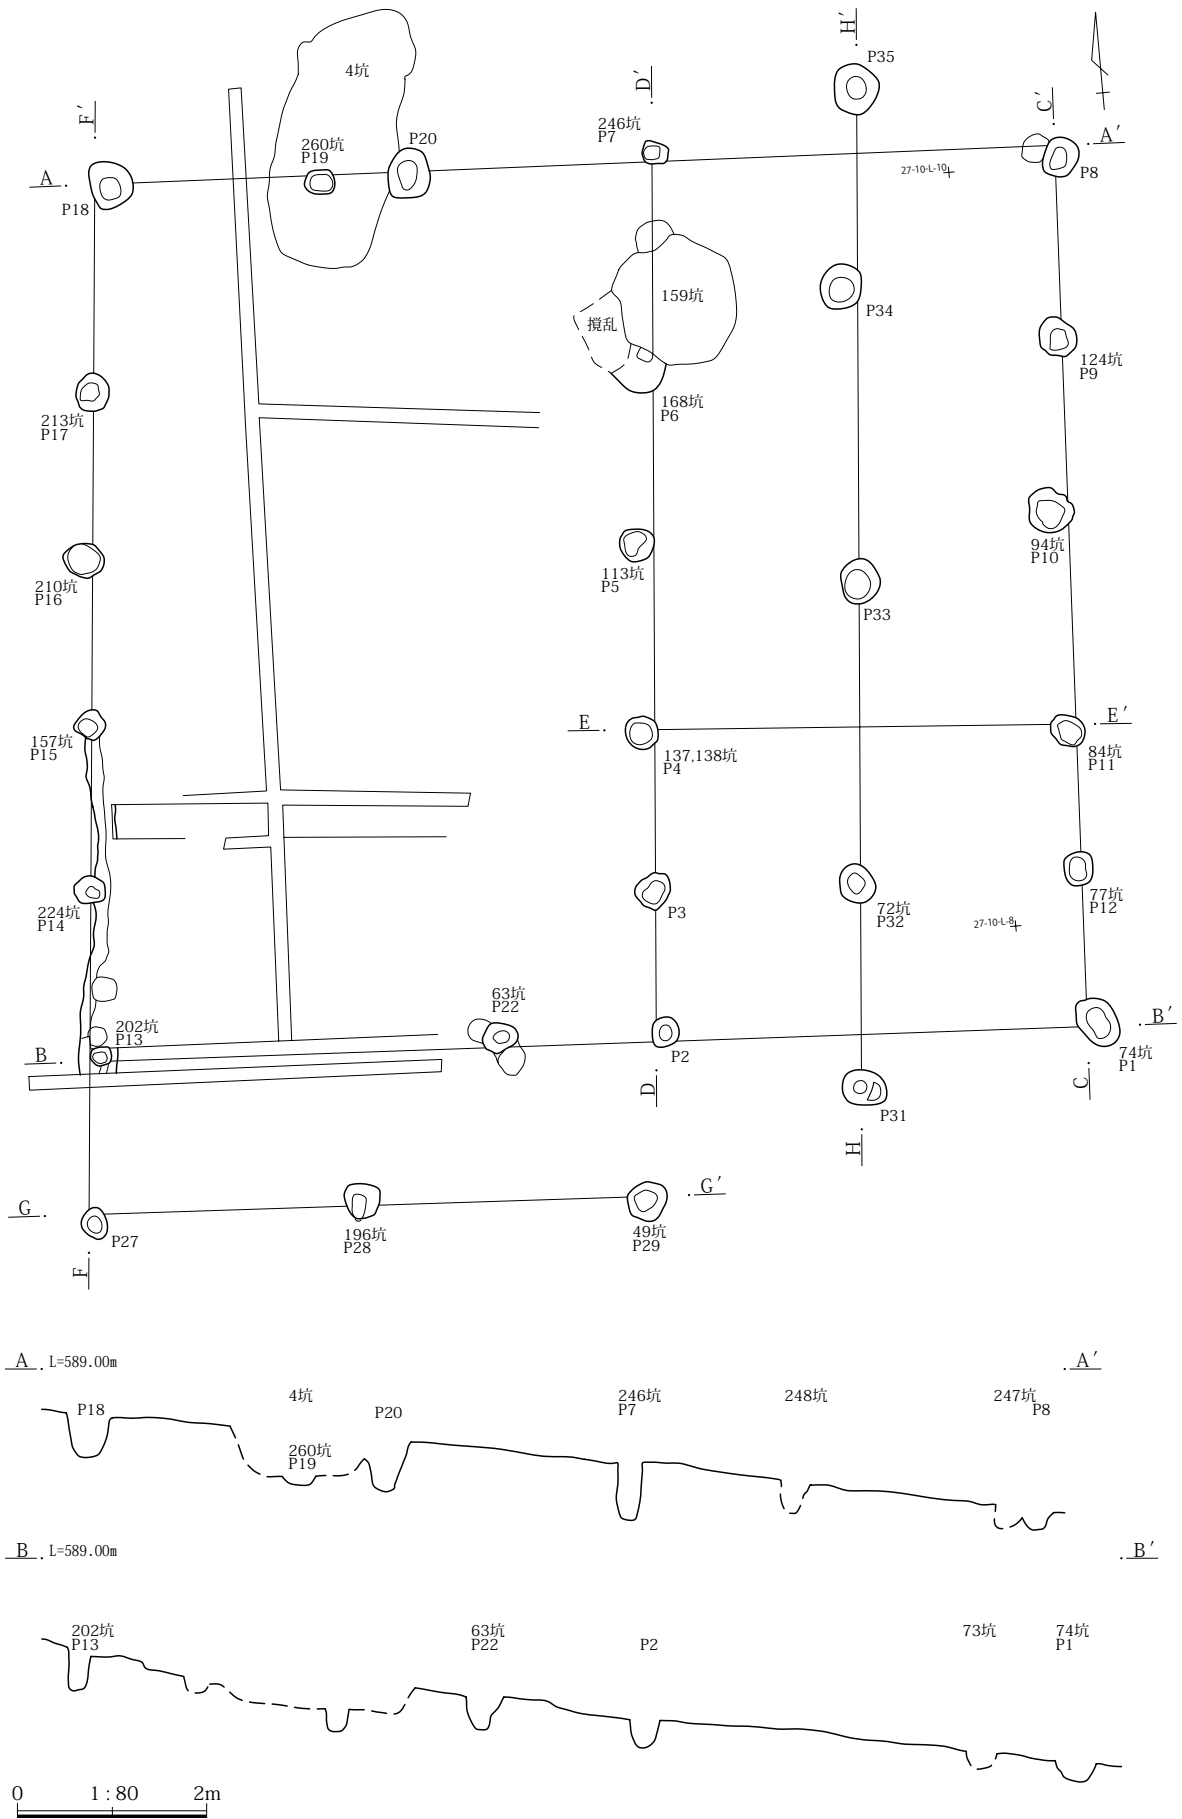 H′
P35
4坑
D′
C′
F′
246坑
P7
260坑
P19
P20
A′
A
P8
27-10-L-10
P18
159坑
P34
攪乱
124坑
P9
168坑
P6
213坑
P17
94坑
P10
113坑
P5
210坑
P16
P33
E
E′
157坑
P15
137,138坑
P4
84坑
P11
77坑
P12
224坑
P14
P3
72坑
P32
27-10-L-8
63坑
P22
202坑
P13
B′
B
P2
74坑
P1
D
C
P31
H
G′
G
196坑
P28
49坑
P29
P27
F
A L=589.00m A′
4坑 246坑 248坑 247坑
P18 P20 P7 P8
260坑
P19
B L=589.00m B′
202坑 63坑 73坑 74坑
P13 P22 P2 P1
0 1:80 2m